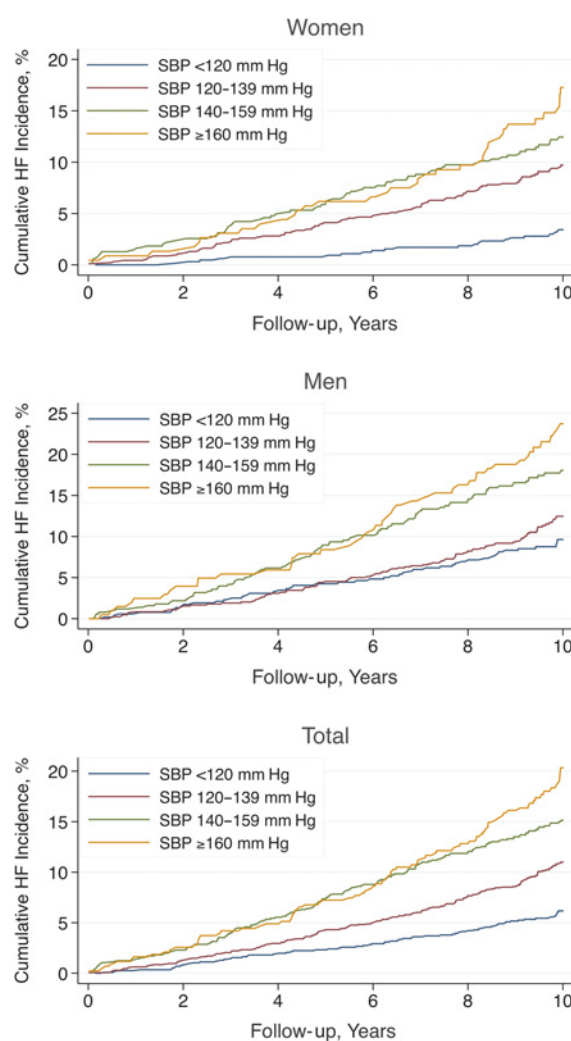 Women
Cumulative HF Incidence, %
20
15
10
5
0
SBP <120 mm Hg
SBP 120–139 mm Hg
SBP 140–159 mm Hg
SBP ≥160 mm Hg
0 2 4 6 8 10
Follow-up, Years
Men
Cumulative HF Incidence, %
25
20
15
10
5
0
SBP <120 mm Hg
SBP 120–139 mm Hg
SBP 140–159 mm Hg
SBP ≥160 mm Hg
0 2 4 6 8 10
Follow-up, Years
Total
Cumulative HF Incidence, %
20
15
10
5
0
SBP <120 mm Hg
SBP 120–139 mm Hg
SBP 140–159 mm Hg
SBP ≥160 mm Hg
0 2 4 6 8 10
Follow-up, Years